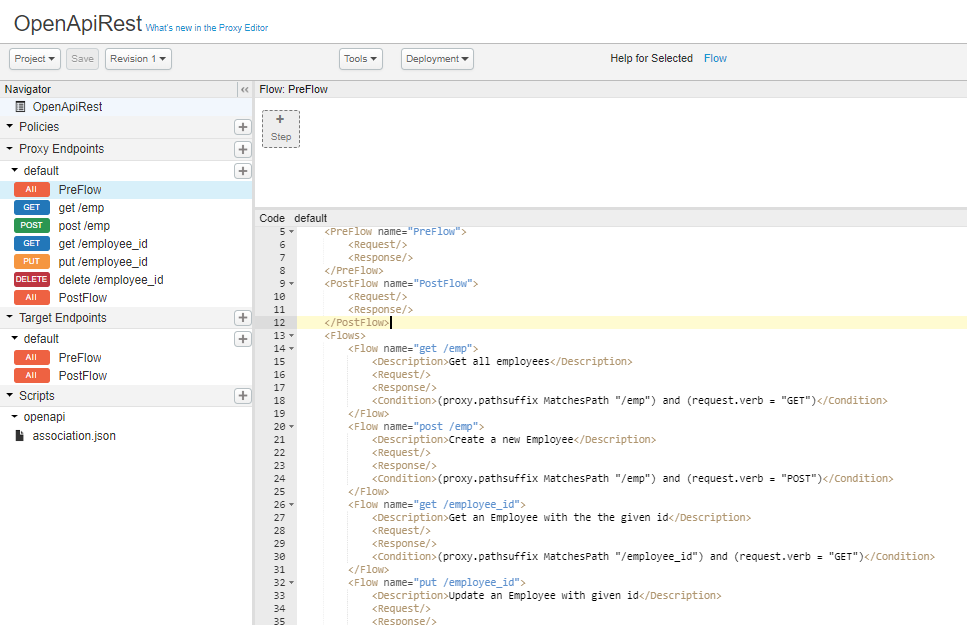 OpenApiRest What's new in the Proxy Editor
Project Save Revision 1 Tools Deployment Help for Selected Flow
Navigator
OpenApiRest
Policies
Proxy Endpoints
default
All PreFlow
GET get /emp
POST post /emp
GET get /employee_id
PUT put /employee_id
DELETE delete /employee_id
All PostFlow
Target Endpoints
default
All PreFlow
All PostFlow
Scripts
openapi
association.json
Flow: PreFlow
+
Step
Code default
5 <PreFlow name="PreFlow">
6 <Request/>
7 <Response/>
8 </PreFlow>
9 <PostFlow name="PostFlow">
10 <Request/>
11 <Response/>
12 </PostFlow>
13 <Flows>
14 <Flow name="get /emp">
15 <Description>Get all employees</Description>
16 <Request/>
17 <Response/>
18 <Condition>(proxy.pathsuffix MatchesPath "/emp") and (request.verb = "GET")</Condition>
19 </Flow>
20 <Flow name="post /emp">
21 <Description>Create a new Employee</Description>
22 <Request/>
23 <Response/>
24 <Condition>(proxy.pathsuffix MatchesPath "/emp") and (request.verb = "POST")</Condition>
25 </Flow>
26 <Flow name="get /employee_id">
27 <Description>Get an Employee with the the given id</Description>
28 <Request/>
29 <Response/>
30 <Condition>(proxy.pathsuffix MatchesPath "/employee_id") and (request.verb = "GET")</Condition>
31 </Flow>
32 <Flow name="put /employee_id">
33 <Description>Update an Employee with given id</Description>
34 <Request/>
35 <Response/>